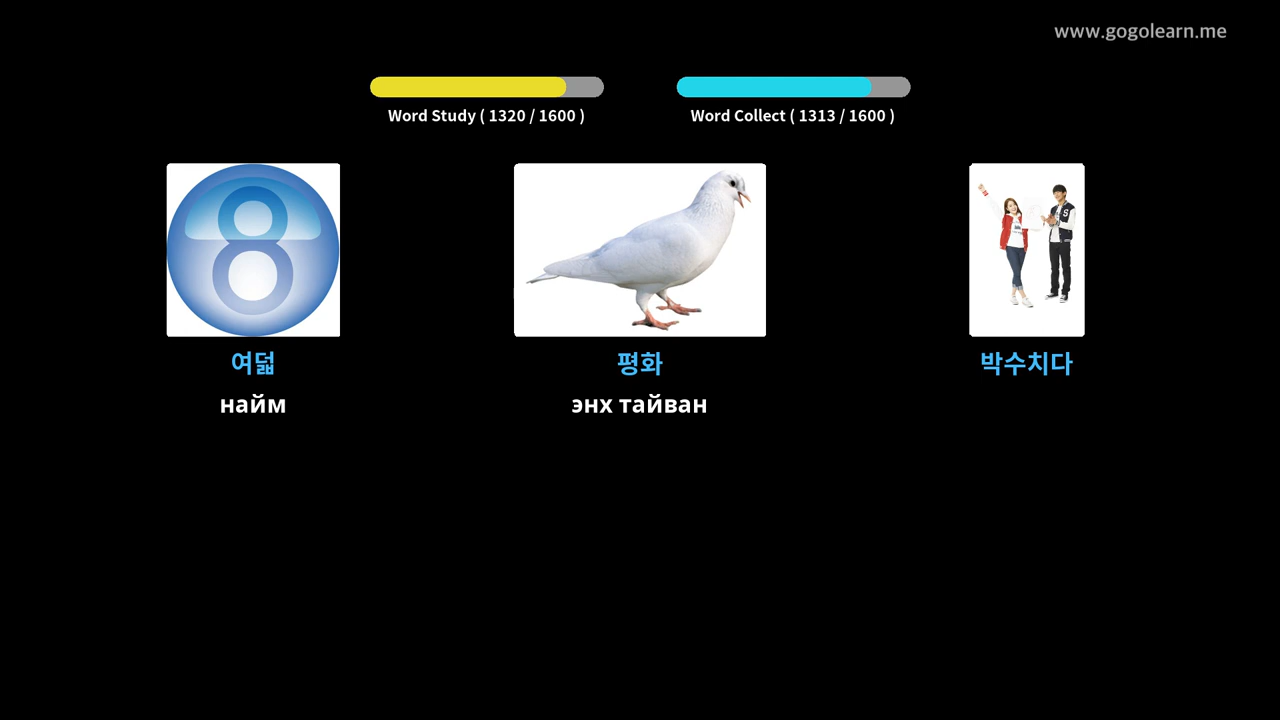 www.gogolearn.me
Word Study ( 1320 / 1600 )
Word Collect ( 1313 / 1600 )
8
여덟
평화
박수치다
найм
энх тайван